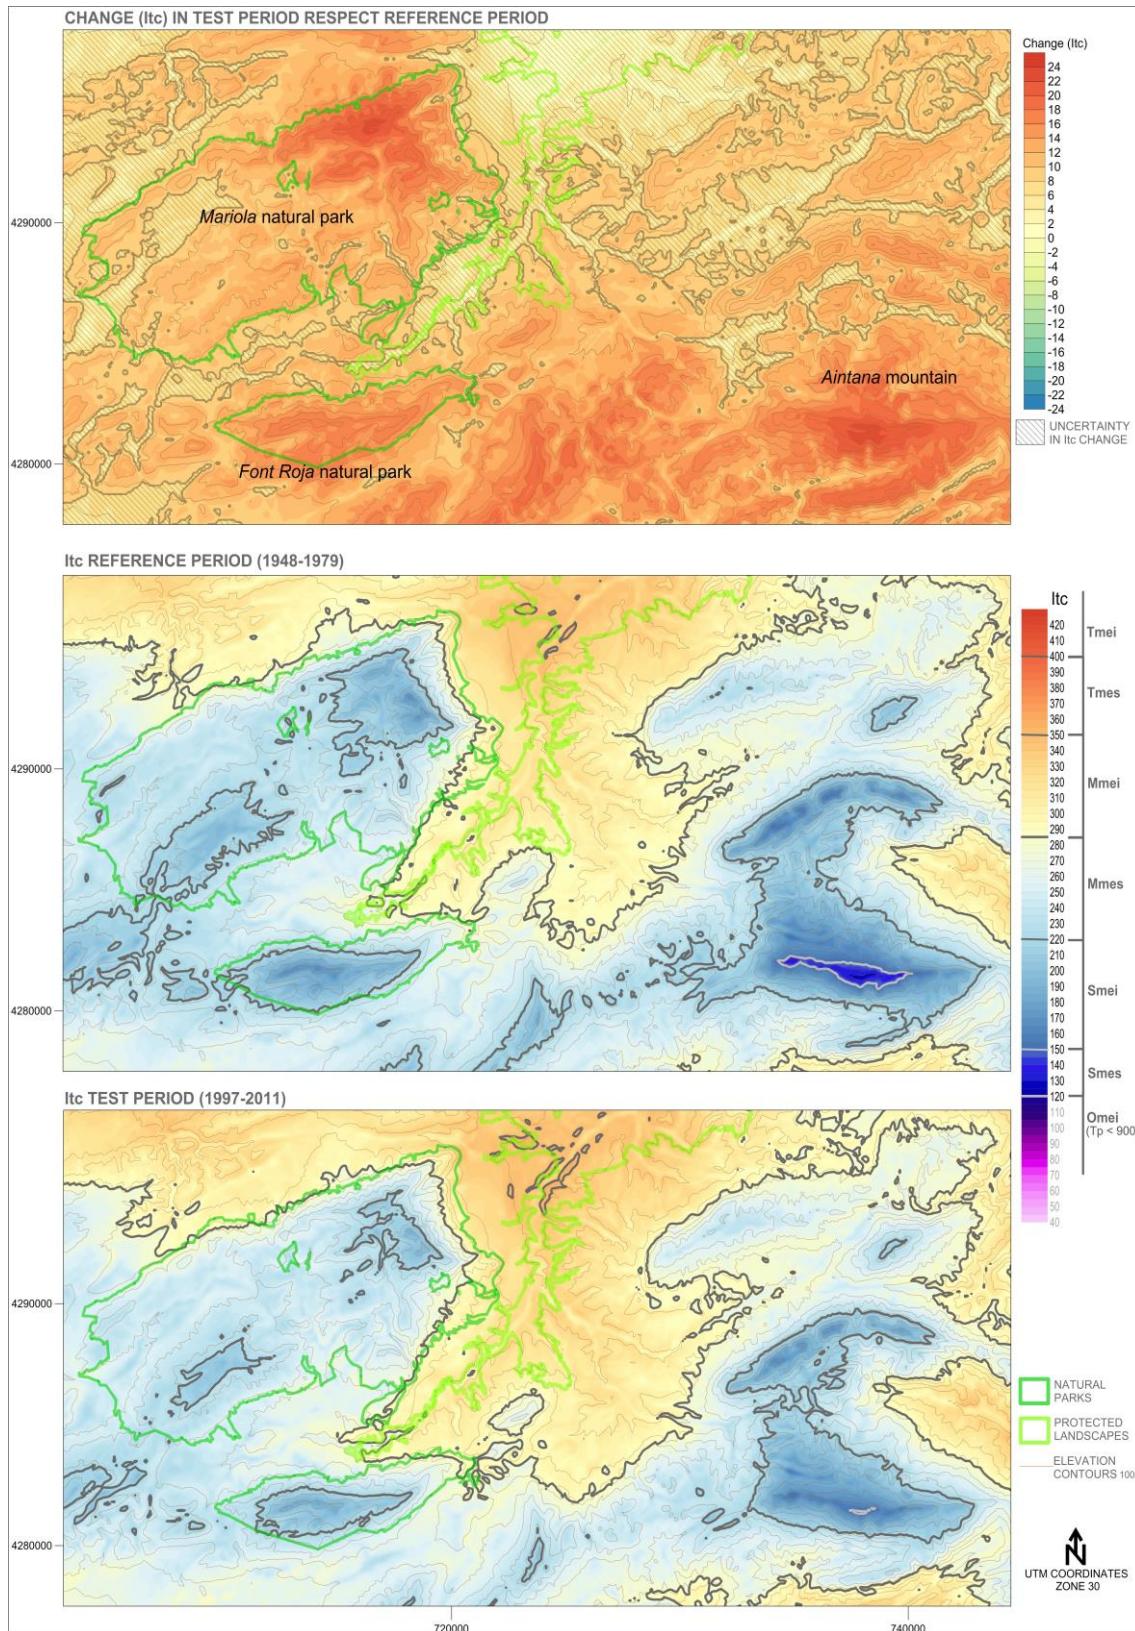 CHANGE (Itc) IN TEST PERIOD RESPECT REFERENCE PERIOD
Change (Itc)
24
22
20
18
16
14
12
10
8
6
4
2
0
-2
-4
-6
-8
-10
-12
-14
-16
-18
-20
-22
-24
UNCERTAINTY
IN Itc CHANGE
4290000
4280000
Mariola natural park
Aintana mountain
Font Roja natural park
Itc REFERENCE PERIOD (1948-1979)
4290000
4280000
Itc
420
410
400
390
380
370
360
350
340
330
320
310
300
290
280
270
260
250
240
230
220
210
200
190
180
170
160
150
140
130
120
110
100
90
80
70
60
50
40
Tmei
Tmes
Mmei
Mmes
Smei
Smes
Omei
(Tp < 900
Itc TEST PERIOD (1997-2011)
4290000
4280000
NATURAL
PARKS
PROTECTED
LANDSCAPES
ELEVATION
CONTOURS 100
N
UTM COORDINATES
ZONE 30
720000
740000